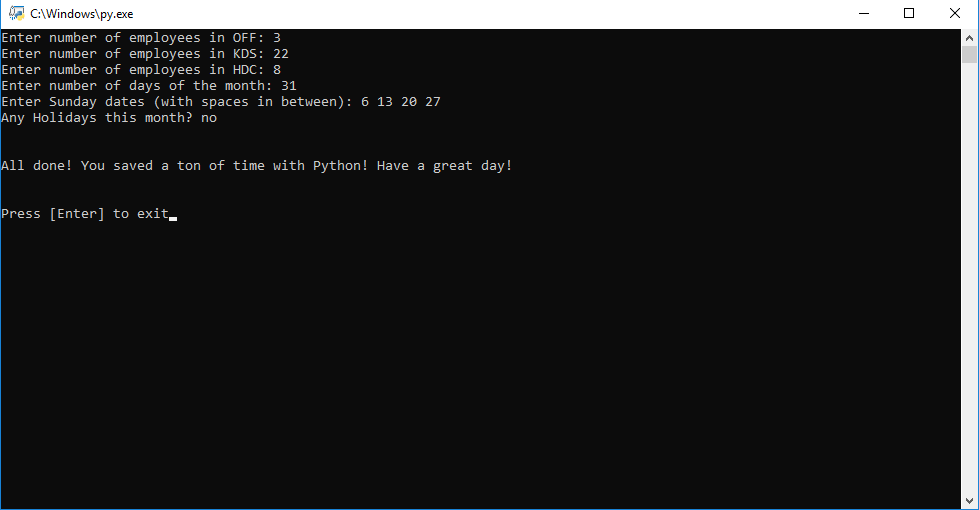 C:\Windows\py.exe
Enter number of employees in OFF: 3
Enter number of employees in KDS: 22
Enter number of employees in HDC: 8
Enter number of days of the month: 31
Enter Sunday dates (with spaces in between): 6 13 20 27
Any Holidays this month? no
All done! You saved a ton of time with Python! Have a great day!
Press [Enter] to exit